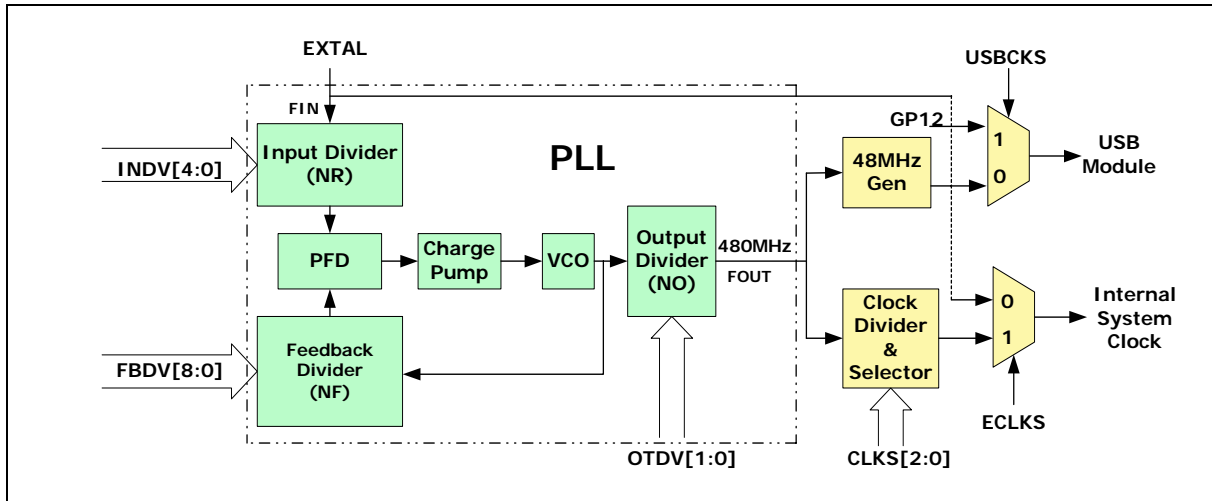 EXTAL
USBCKS
FIN
GP12
INDV[4:0]
Input Divider
(NR)
PLL
48MHz
Gen
1
0
USB
Module
PFD
Charge
Pump
VCO
Output
Divider
(NO)
480MHz
FOUT
Clock
Divider
&
Selector
0
1
Internal
System
Clock
FBDV[8:0]
Feedback
Divider
(NF)
ECLKS
OTDV[1:0]
CLKS[2:0]